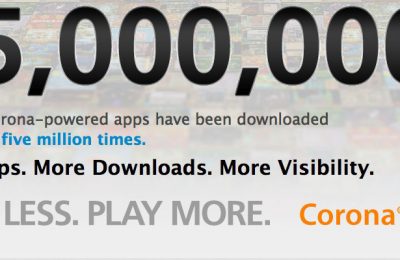 5,000,000
orona-powered apps have been downloaded
five million times.
ps. More Downloads. More Visibility.
LESS. PLAY MORE. Corona®